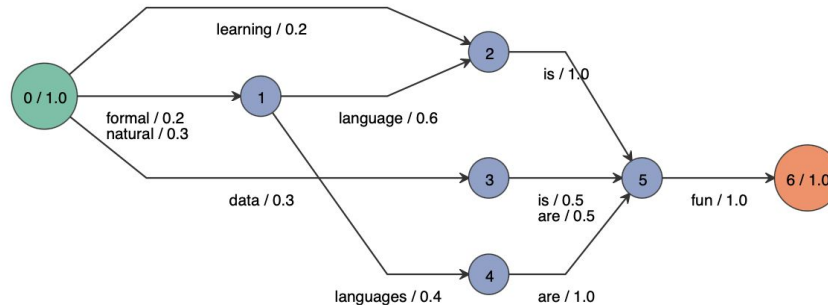 learning / 0.2
2
is / 1.0
0 / 1.0
1
formal / 0.2
natural / 0.3
language / 0.6
data / 0.3
3
is / 0.5
are / 0.5
5
fun / 1.0
6 / 1.0
languages / 0.4
4
are / 1.0